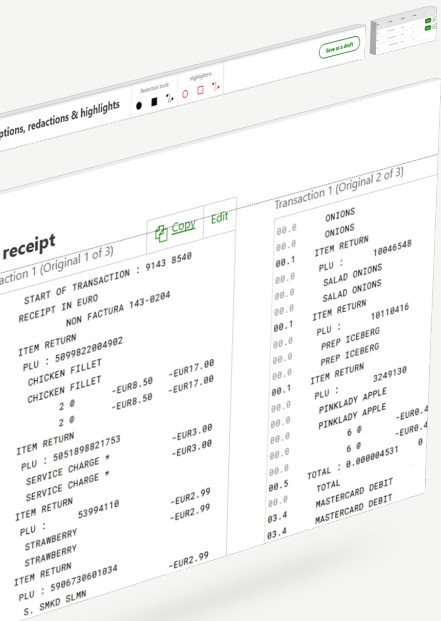 Save as a draft
Redaction tools
Highlighters
ptions, redactions & highlights
receipt
Copy
Edit
action 1 (Original 1 of 3)
START OF TRANSACTION : 9143 8540
RECEIPT IN EURO
NON FACTURA 143-0204
ITEM RETURN
PLU : 5099822004902
CHICKEN FILLET
CHICKEN FILLET -EUR17.00
2 @ -EUR8.50 -EUR17.00
2 @ -EUR8.50
ITEM RETURN
PLU : 5051898821753 -EUR3.00
SERVICE CHARGE * -EUR3.00
SERVICE CHARGE *
ITEM RETURN
PLU : 53994110 -EUR2.99
STRAWBERRY -EUR2.99
STRAWBERRY
ITEM RETURN
PLU : 5906730601034 -EUR2.99
S. SMKD SLMN
Transaction 1 (Original 2 of 3)
00.0 ONIONS
00.0 ONIONS
00.1 ITEM RETURN
00.0 PLU : 10046548
00.0 SALAD ONIONS
00.0 SALAD ONIONS
00.1 ITEM RETURN
00.0 PLU : 10110416
00.0 PREP ICEBERG
00.0 PREP ICEBERG
00.1 ITEM RETURN
00.0 PLU : 3249130
00.0 PINKLADY APPLE
00.0 PINKLADY APPLE
00.0 6 @ -EUR0.4
00.0 6 @ -EUR0.4
00.5 TOTAL : 0.000004531 0
00.0 TOTAL
03.4 MASTERCARD DEBIT
03.4 MASTERCARD DEBIT